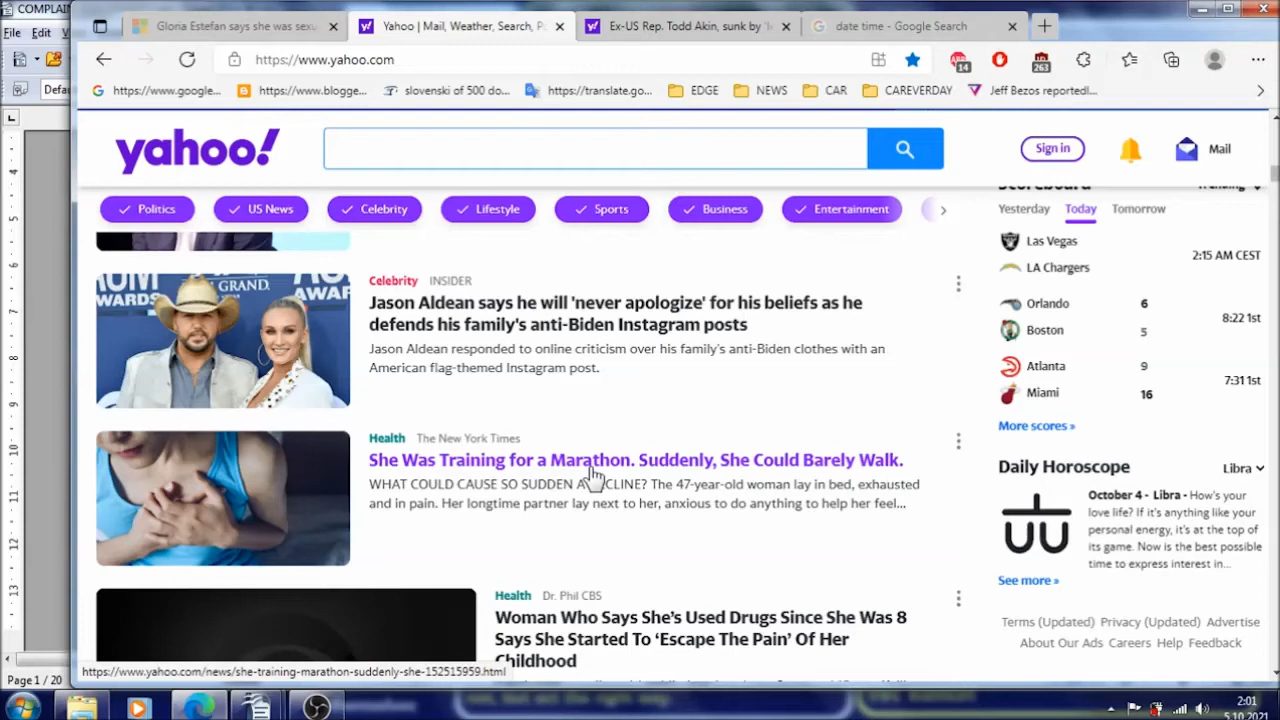 COMPLAIN
Gloria Estefan says she was sexu
Yahoo | Mail, Weather, Search, P
Ex-US Rep. Todd Akin, sunk by 'le
date time - Google Search
File Edit
https://www.yahoo.com
14
263
Defau
https://www.google...
https://www.blogge...
slovenski of 500 do...
https://translate.go...
EDGE
NEWS
CAR
CAREVERDAY
Jeff Bezos reportedl...
yahoo!
Sign in
Mail
Scoreboard
Trending
Politics
US News
Celebrity
Lifestyle
Sports
Business
Entertainment
Yesterday Today Tomorrow
Las Vegas
LA Chargers
2:15 AM CEST
Orlando 6
Boston 5
8:22 1st
Atlanta 9
Miami 16
7:31 1st
More scores »
Celebrity INSIDER
Jason Aldean says he will 'never apologize' for his beliefs as he
defends his family's anti-Biden Instagram posts
Jason Aldean responded to online criticism over his family's anti-Biden clothes with an
American flag-themed Instagram post.
Health The New York Times
She Was Training for a Marathon. Suddenly, She Could Barely Walk.
WHAT COULD CAUSE SO SUDDEN A CLINE? The 47-year-old woman lay in bed, exhausted
and in pain. Her longtime partner lay next to her, anxious to do anything to help her feel...
Daily Horoscope
Libra
October 4 - Libra - How's your
love life? If it's anything like your
personal energy, it's at the top of
its game. Now is the best possible
time to express interest in...
See more »
Health Dr. Phil CBS
Woman Who Says She's Used Drugs Since She Was 8
Says She Started To 'Escape The Pain' Of Her
Childhood
Terms (Updated) Privacy (Updated) Advertise
About Our Ads Careers Help Feedback
https://www.yahoo.com/news/she-training-marathon-suddenly-she-152515959.html
Page 1 / 20
2:01
5.10.2021